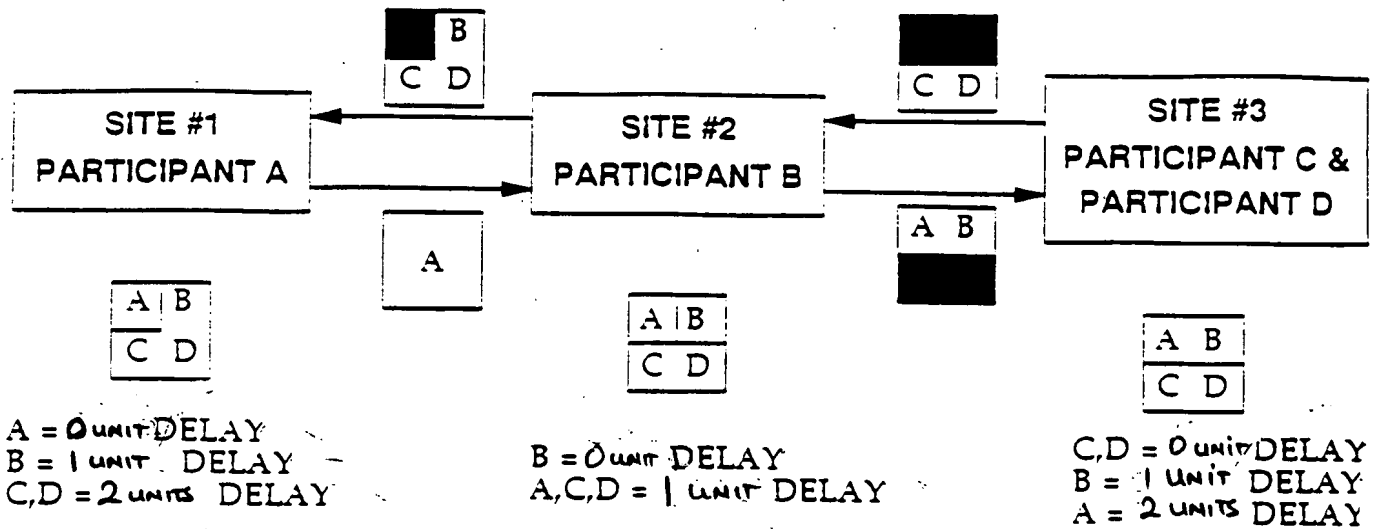 B
C D
C D
SITE #1
PARTICIPANT A
SITE #2
PARTICIPANT B
SITE #3
PARTICIPANT C &
PARTICIPANT D
A
A B
A B
C D
A B
C D
A B
C D
A = 0 UNIT DELAY
B = 1 UNIT DELAY
C,D = 2 UNITS DELAY
B = 0 UNIT DELAY
A,C,D = 1 UNIT DELAY
C,D = 0 UNIT DELAY
B = 1 UNIT DELAY
A = 2 UNITS DELAY